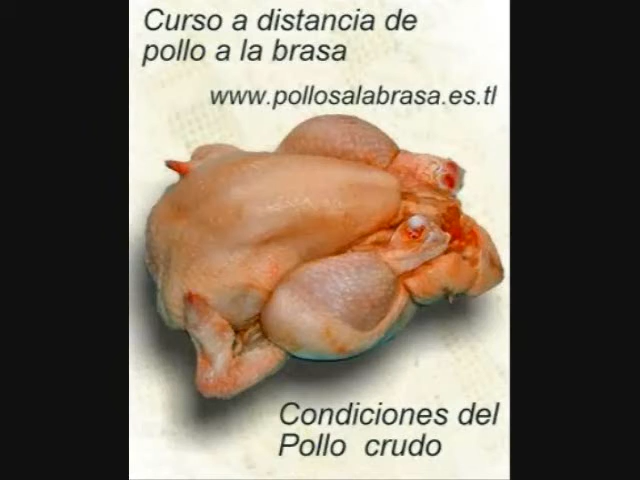 Curso a distancia de
pollo a la brasa
www.pollosalabrasa.es.tl
Condiciones del
Pollo crudo